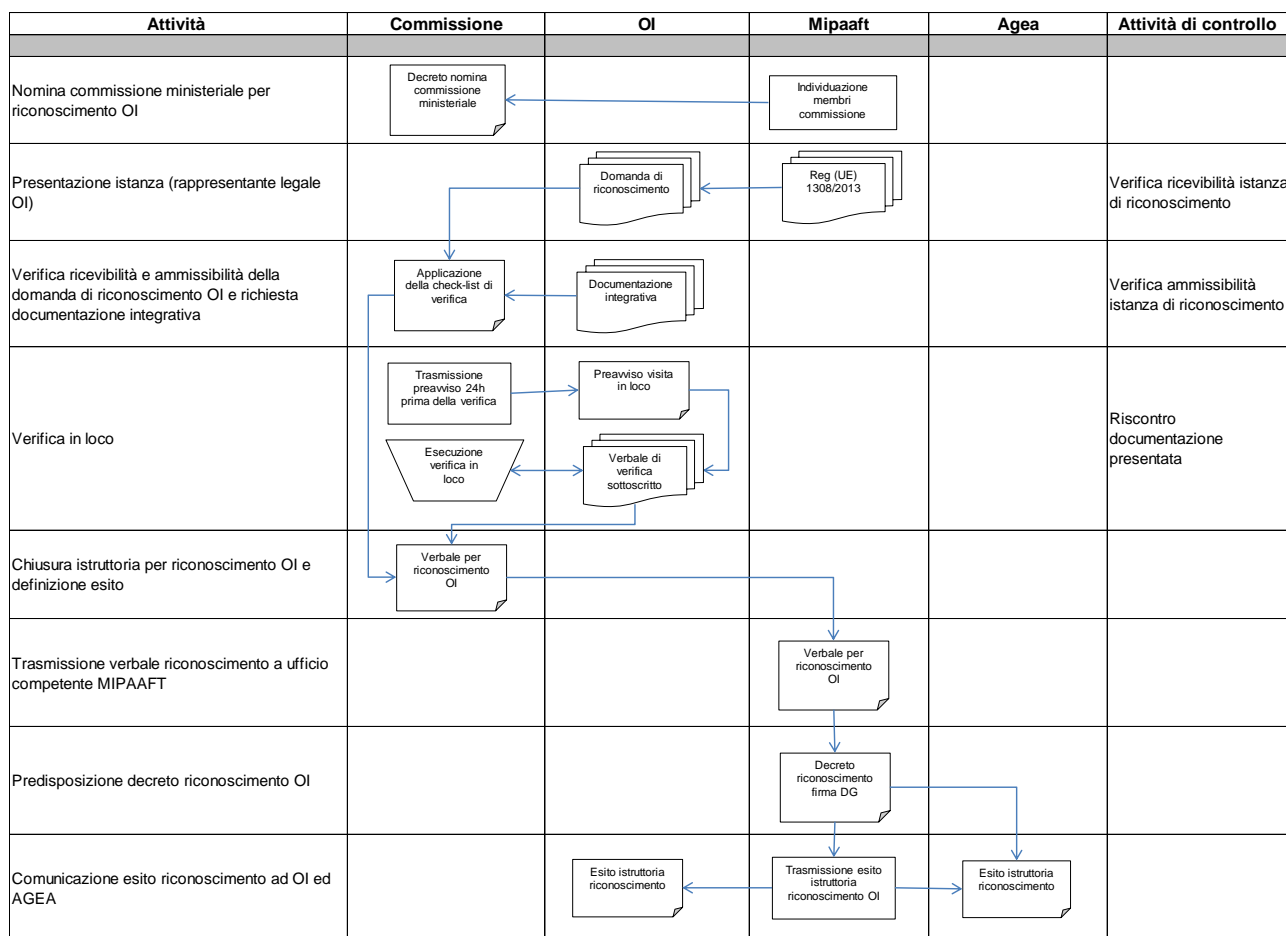 Attività
Commissione
OI
Mipaaft
Agea
Attività di controllo
Nomina commissione ministeriale per
riconoscimento OI
Decreto nomina
commissione
ministeriale
Individuazione
membri
commissione
Presentazione istanza (rappresentante legale
OI)
Domanda di
riconoscimento
Reg (UE)
1308/2013
Verifica ricevibilità istanza
di riconoscimento
Verifica ricevibilità e ammissibilità della
domanda di riconoscimento OI e richiesta
documentazione integrativa
Applicazione
della check-list di
verifica
Documentazione
integrativa
Verifica ammissibilità
istanza di riconoscimento
Verifica in loco
Trasmissione
preavviso 24h
prima della verifica
Preavviso visita
in loco
Esecuzione
verifica in
loco
Verbale di
verifica
sottoscritto
Riscontro
documentazione
presentata
Chiusura istruttoria per riconoscimento OI e
definizione esito
Verbale per
riconoscimento
OI
Trasmissione verbale riconoscimento a ufficio
competente MIPAAFT
Verbale per
riconoscimento
OI
Predisposizione decreto riconoscimento OI
Decreto
riconoscimento
firma DG
Comunicazione esito riconoscimento ad OI ed
AGEA
Esito istruttoria
riconoscimento
Trasmissione esito
istruttoria
riconoscimento OI
Esito istruttoria
riconoscimento